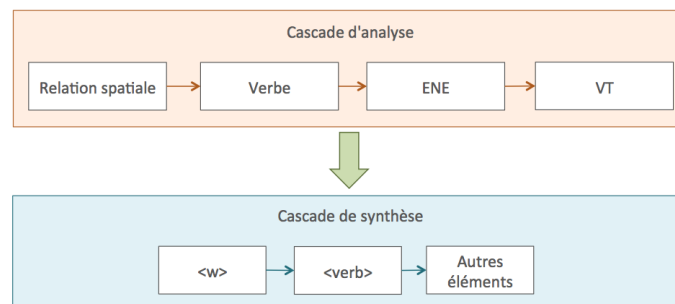 Cascade d'analyse
Relation spatiale
Verbe
ENE
VT
Cascade de synthèse
<w>
<verb>
Autres
éléments